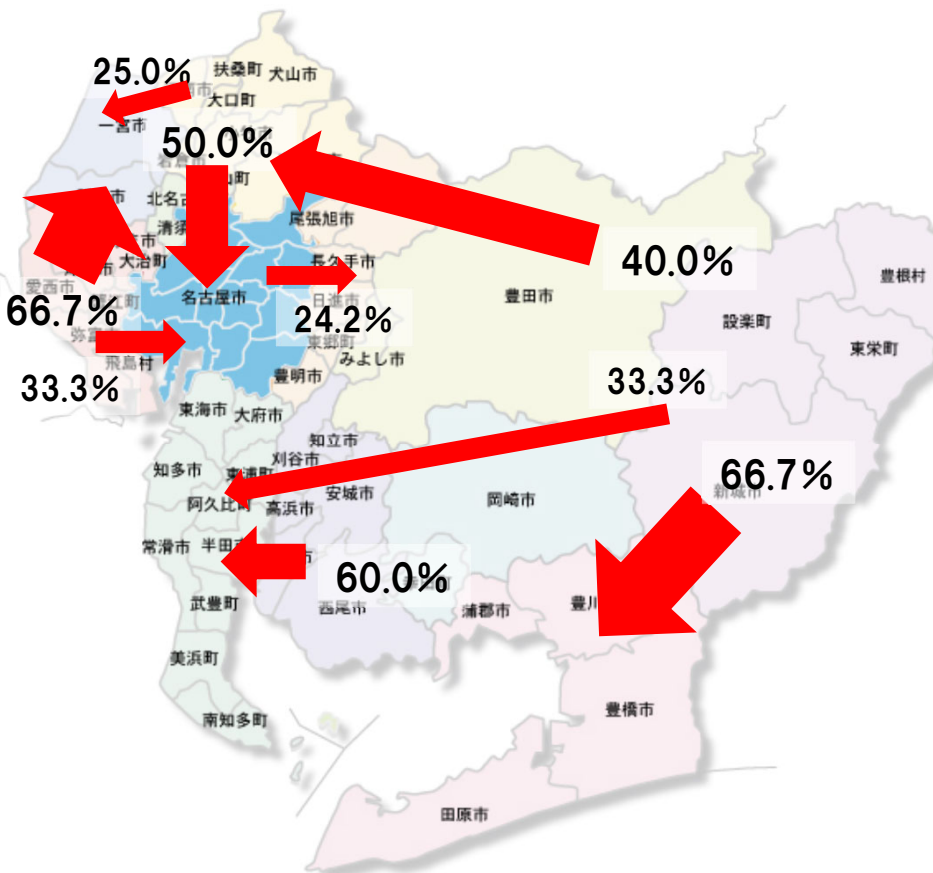 扶桑町
犬山市
25.0%
大口町
一宮市
50.0%
北名古
尾張旭市
清須
大治町
長久手市
40.0%
豊根村
愛西市
名古屋市
豊田市
日進市
66.7%
24.2%
設楽町
東郷町
東栄町
みよし市
飛島村
豊明市
33.3%
33.3%
東海市
大府市
知立市
刈谷市
知多市
66.7%
安城市
新城市
岡崎市
阿久比町
高浜市
常滑市
半田市
60.0%
武豊町
西尾市
蒲郡市
豊川
美浜町
豊橋市
南知多町
田原市